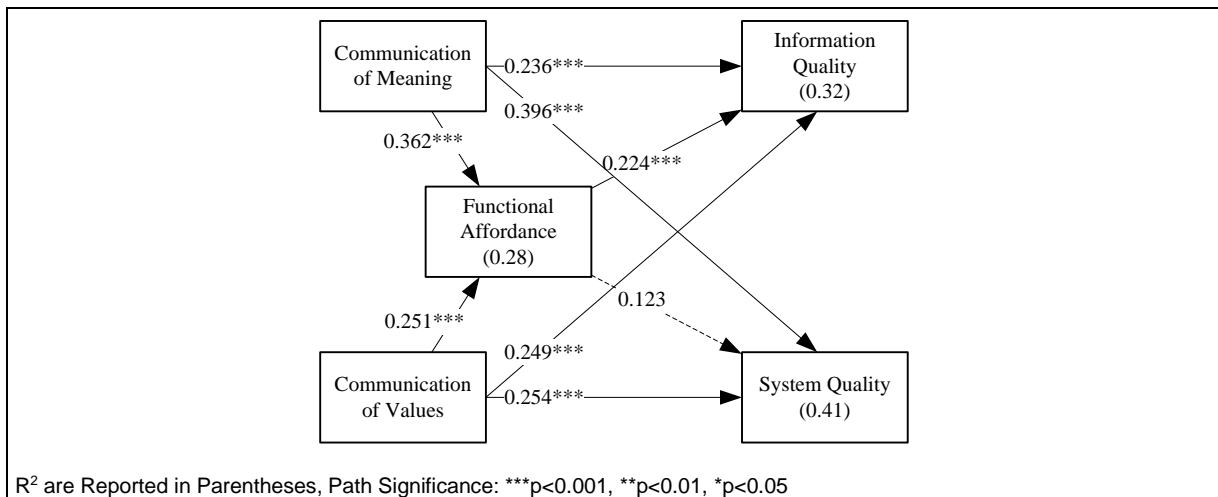 Communication
of Meaning
Information
Quality
(0.32)
0.236***
0.396***
0.362***
0.224***
Functional
Affordance
(0.28)
0.123
0.251***
0.249***
Communication
of Values
0.254***
System Quality
(0.41)
R² are Reported in Parentheses, Path Significance: ***p<0.001, **p<0.01, *p<0.05